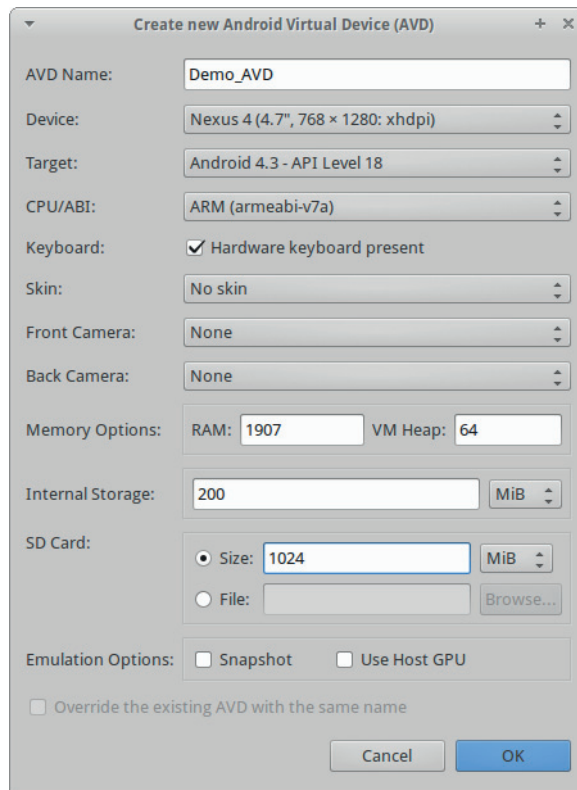 Create new Android Virtual Device (AVD)
AVD Name: Demo_AVD
Device: Nexus 4 (4.7", 768 × 1280: xhdpi)
Target: Android 4.3 - API Level 18
CPU/ABI: ARM (armeabi-v7a)
Keyboard: Hardware keyboard present
Skin: No skin
Front Camera: None
Back Camera: None
Memory Options: RAM: 1907 VM Heap: 64
Internal Storage: 200 MiB
SD Card:
Size: 1024 MiB
File: Browse...
Emulation Options: Snapshot Use Host GPU
Override the existing AVD with the same name
Cancel OK